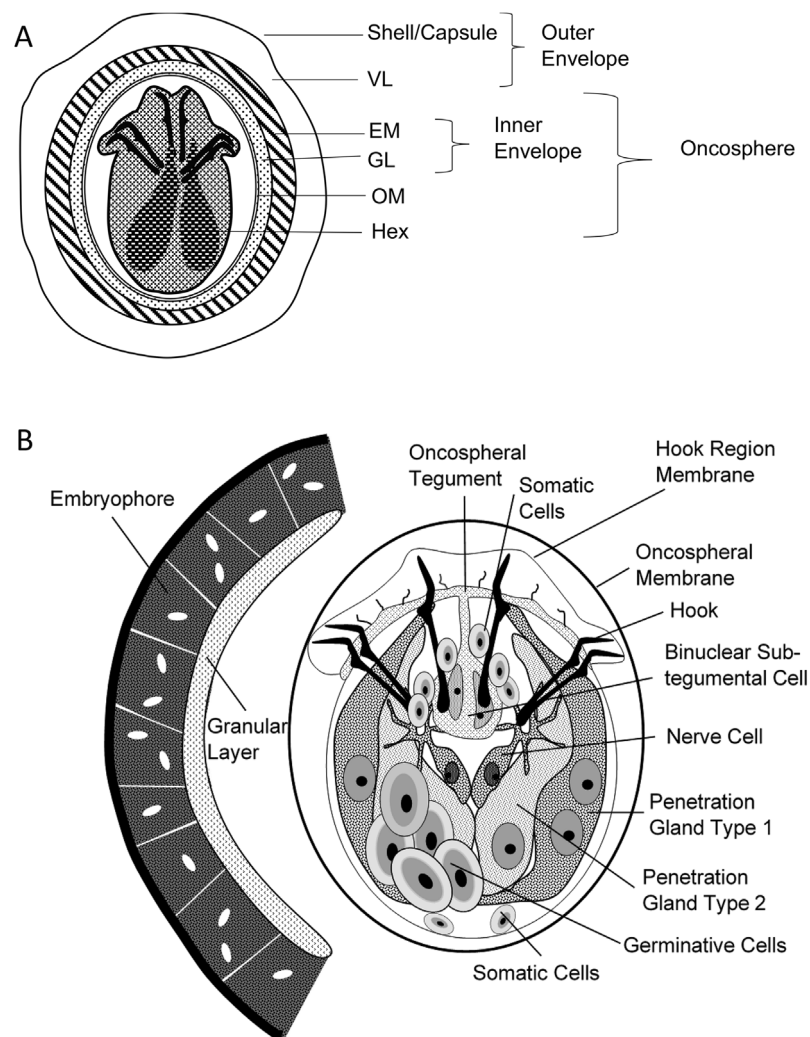 A
Shell/Capsule
Outer
Envelope
VL
EM
Inner
Envelope
GL
Oncosphere
OM
Hex
B
Embryophore
Granular
Layer
Oncospheral
Tegument
Somatic
Cells
Hook Region
Membrane
Oncospheral
Membrane
Hook
Binuclear Sub-
tegumental Cell
Nerve Cell
Penetration
Gland Type 1
Penetration
Gland Type 2
Germinative Cells
Somatic Cells